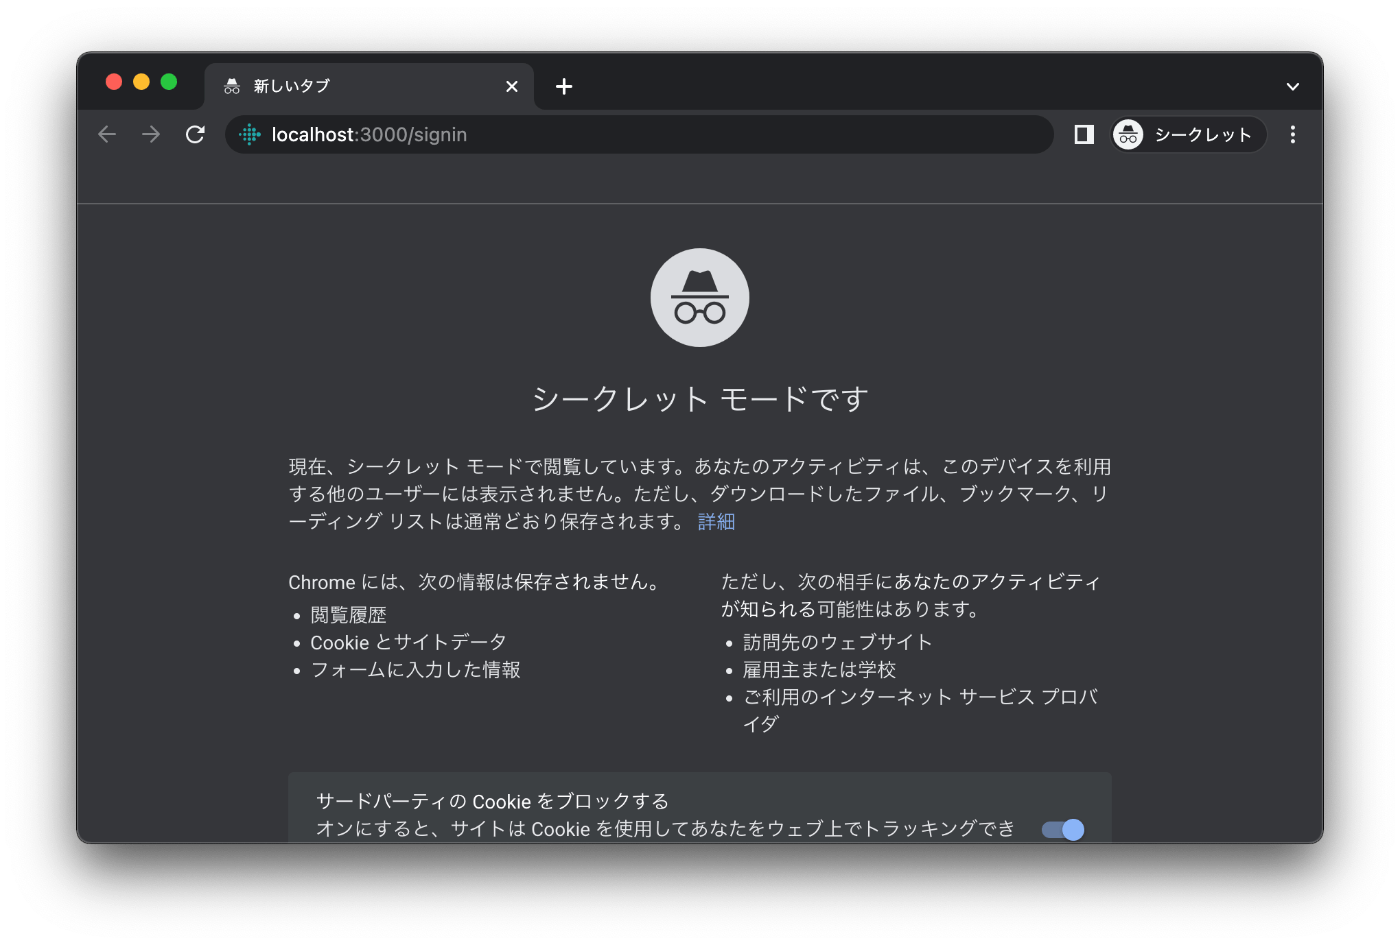 新しいタブ
localhost:3000/signin
シークレット
シークレット モードです
現在、シークレット モードで閲覧しています。あなたのアクティビティは、このデバイスを利用
する他のユーザーには表示されません。ただし、ダウンロードしたファイル、ブックマーク、リ
ーディング リストは通常どおり保存されます。 詳細
Chrome には、次の情報は保存されません。
• 閲覧履歴
• Cookie とサイトデータ
• フォームに入力した情報
ただし、次の相手にあなたのアクティビティ
が知られる可能性はあります。
• 訪問先のウェブサイト
• 雇用主または学校
• ご利用のインターネット サービス プロバ
イダ
サードパーティの Cookie をブロックする
オンにすると、サイトは Cookie を使用してあなたをウェブ上でトラッキングでき